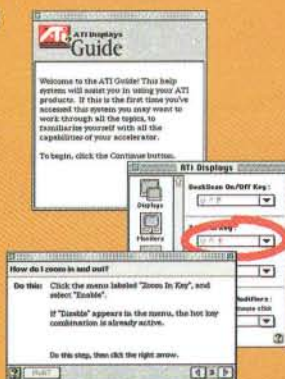 ATI
ATI Displays
Guide
Welcome to the ATI Guide! This help
system will assist you in using your ATI
products. If this is the first time you've
accessed this system you may want to
work through all the topics, to
familiarize yourself with all the
capabilities of your accelerator.
To begin, click the Continue button.
ATI Displays
DeskScan On/Off Key :
Displays
Key :
How do I zoom in and out?
Do this: Click the menu labeled "Zoom In Key", and
select "Enable".
If "Disable" appears in the menu, the hot key
combination is already active.
Do this step, then click the right arrow.